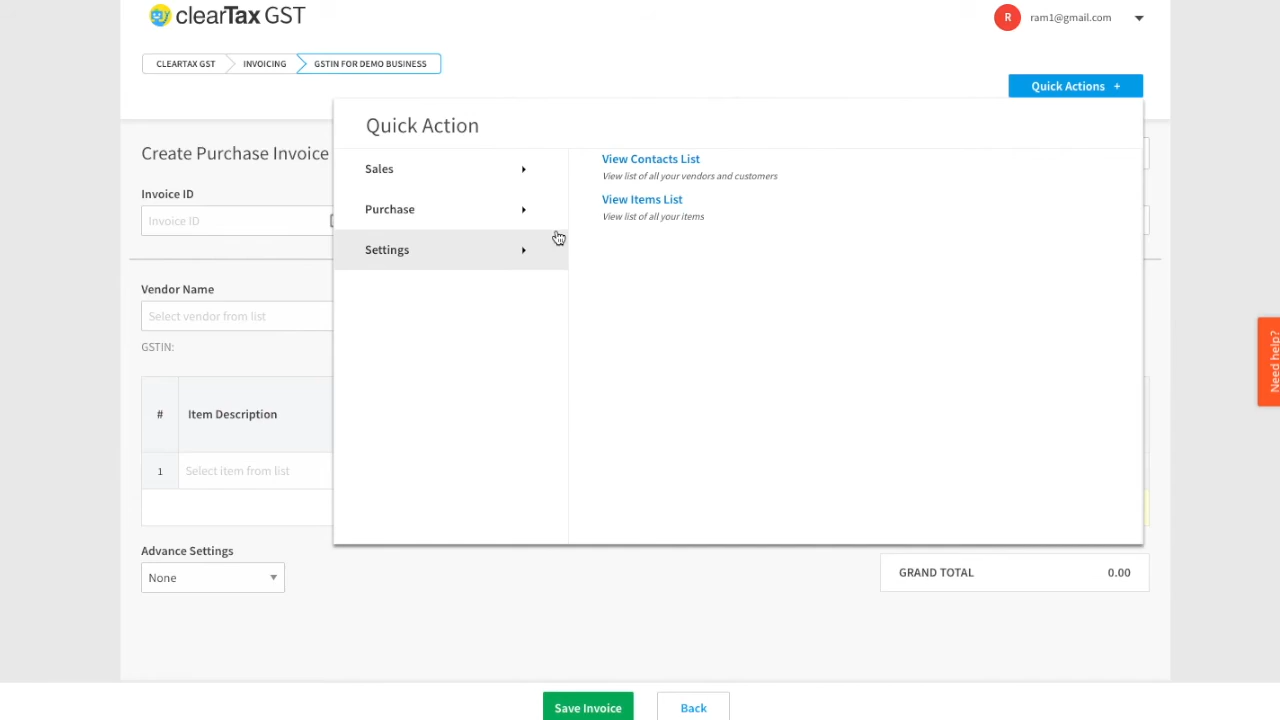 clearTax GST
R ram1@gmail.com
CLEARTAX GST INVOICING GSTIN FOR DEMO BUSINESS
Quick Actions +
Quick Action
Create Purchase Invoice
Sales
View Contacts List
View list of all your vendors and customers
Invoice ID
Invoice ID
Purchase
View Items List
View list of all your items
Settings
Vendor Name
Select vendor from list
GSTIN:
Need help?
# Item Description
1 Select item from list
Advance Settings
None
GRAND TOTAL 0.00
Save Invoice
Back